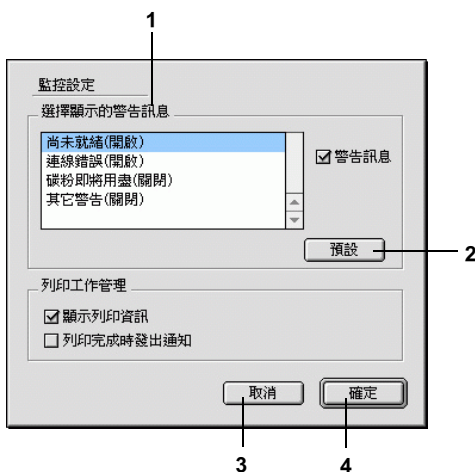 1
監控設定
選擇顯示的警告訊息
尚未就緒(開啟)
連線錯誤(開啟)
碳粉即將用盡(關閉)
其它警告(關閉)
警告訊息
預設
2
列印工作管理
顯示列印資訊
列印完成時發出通知
取消
確定
3
4